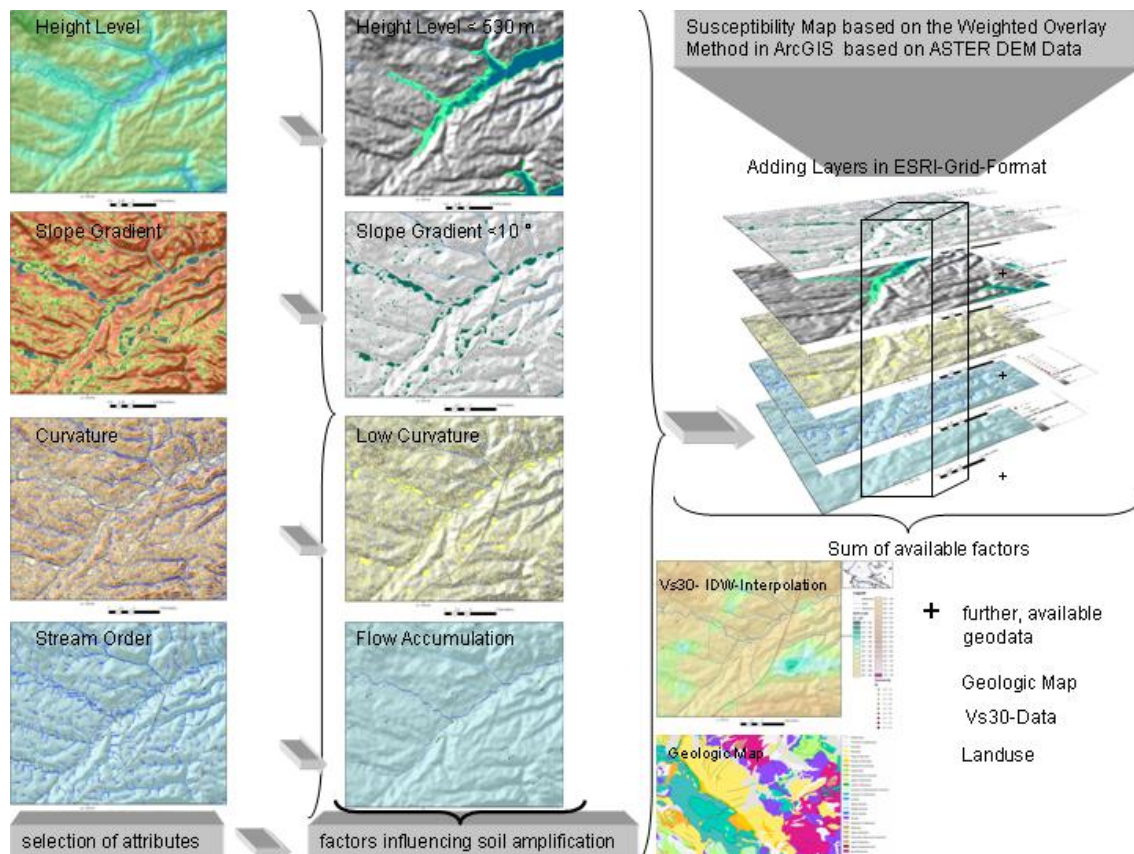 Height Level
Height Level < 530 m
Susceptibility Map based on the Weighted Overlay
Method in ArcGIS based on ASTER DEM Data
Adding Layers in ESRI-Grid-Format
Slope Gradient
Slope Gradient <10 °
+
Curvature
Low Curvature
+
+
Sum of available factors
Vs30- IDW-Interpolation
+ further, available
geodata
Stream Order
Flow Accumulation
Geologic Map
Vs30-Data
Landuse
Geologic Map
selection of attributes
factors influencing soil amplification